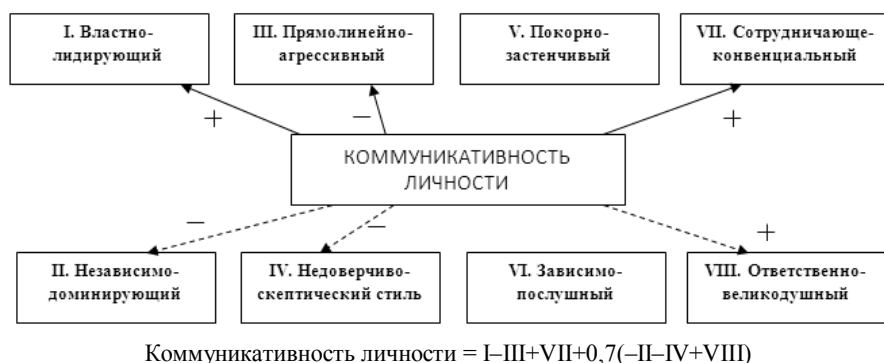 I. Властно-
лидирующий
III. Прямолинейно-
агрессивный
V. Покорно-
застенчивый
VII. Сотрудничающе-
конвенциальный
+
–
+
КОММУНИКАТИВНОСТЬ
ЛИЧНОСТИ
–
–
+
II. Независимо-
доминирующий
IV. Недоверчиво-
скептический стиль
VI. Зависимо-
послушный
VIII. Ответственно-
великодушный
Коммуникативность личности = I–III+VII+0,7(–II–IV+VIII)